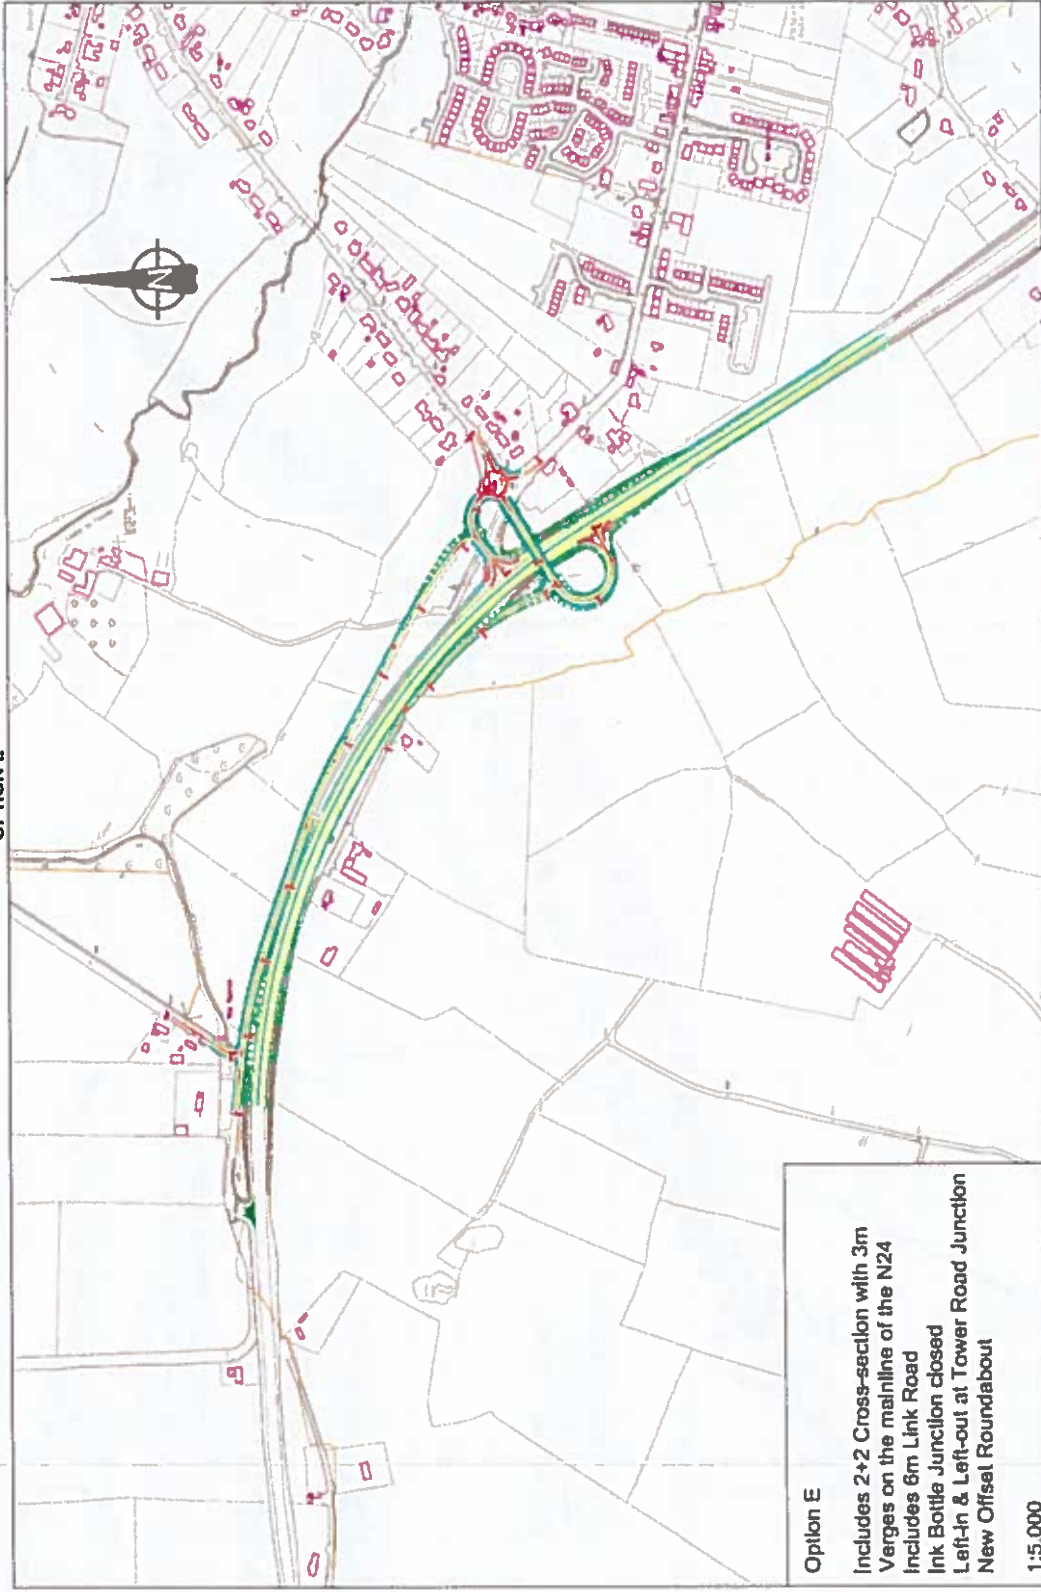 N
Option E
Includes 2+2 Cross-section with 3m
Verges on the mainline of the N24
Includes 6m Link Road
Ink Bottle Junction closed
Left-in & Left-out at Tower Road Junction
New Offset Roundabout
1:5,000